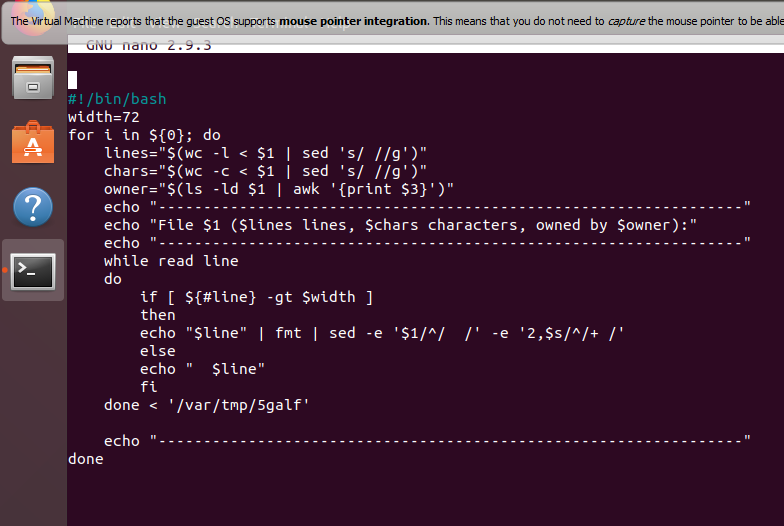 The Virtual Machine reports that the guest OS supports mouse pointer integration. This means that you do not need to capture the mouse pointer to be able
GNU nano 2.9.3
#!/bin/bash
width=72
for i in ${0}; do
    lines="$(wc -l < $1 | sed 's/ //g')"
    chars="$(wc -c < $1 | sed 's/ //g')"
    owner="$(ls -ld $1 | awk '{print $3}')"
    echo "-----------------------------------------------------------------"
    echo "File $1 ($lines lines, $chars characters, owned by $owner):"
    echo "-----------------------------------------------------------------"
    while read line
    do
        if [ ${#line} -gt $width ]
        then
        echo "$line" | fmt | sed -e '$1/^/  /' -e '2,$s/^/+ /'
        else
        echo "  $line"
        fi
    done < '/var/tmp/5galf'
    echo "-----------------------------------------------------------------"
done